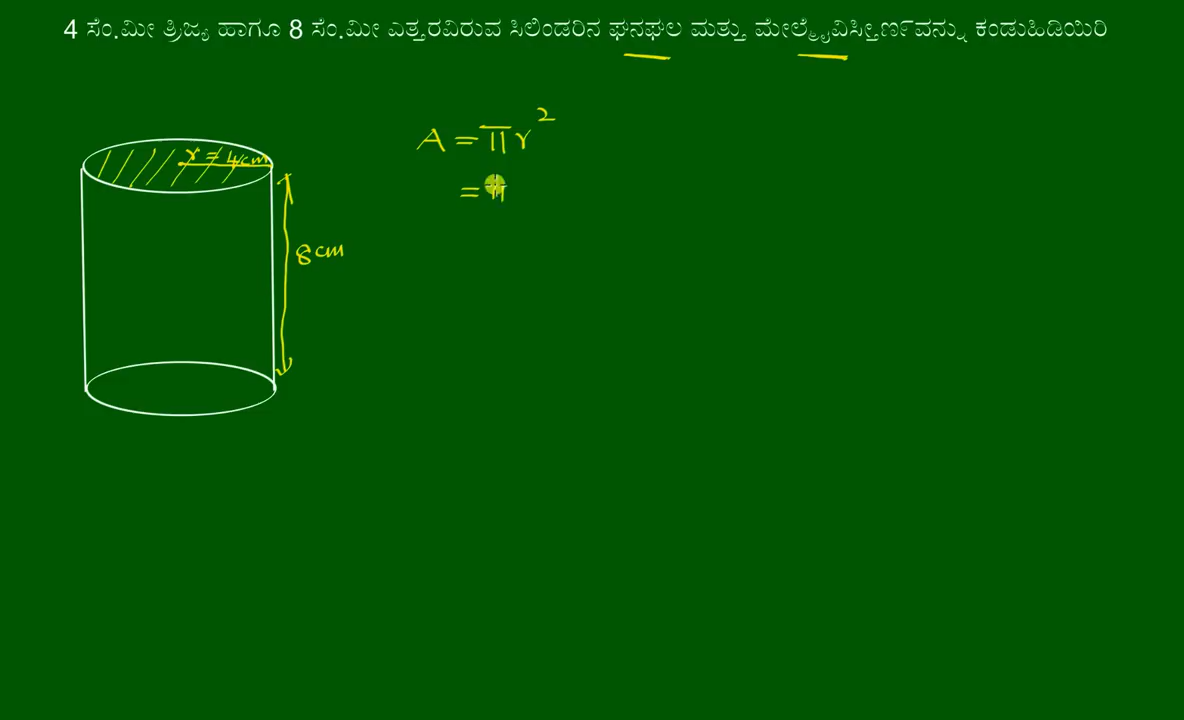 4 ಸೆಂ.ಮೀ ತ್ರಿಜ್ಯ ಹಾಗೂ 8 ಸೆಂ.ಮೀ ಎತ್ತರವಿರುವ ಸಿಲಿಂಡರಿನ ಘನಫಲ ಮತ್ತು ಮೇಲ್ಮೈವಿಸ್ತೀರ್ಣವನ್ನು ಕಂಡುಹಿಡಿಯಿರಿ
A = πr²
r = 4cm
= π
8cm